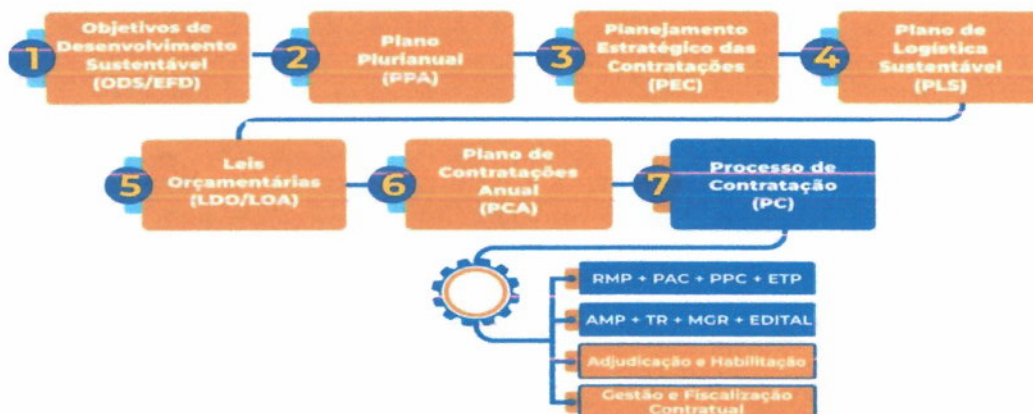 1
Objetivos de
Desenvolvimento
Sustentável
(ODS/EFD)
2
Plano
Plurianual
(PPA)
3
Planejamento
Estratégico das
Contratações
(PEC)
4
Plano de
Logística
Sustentável
(PLS)
5
Leis
Orçamentárias
(LDO/LOA)
6
Plano de
Contratações
Anual
(PCA)
7
Processo de
Contratação
(PC)
RMP + PAC + PPC + ETP
AMP + TR + MGR + EDITAL
Adjudicação e Habilitação
Gestão e Fiscalização
Contratual